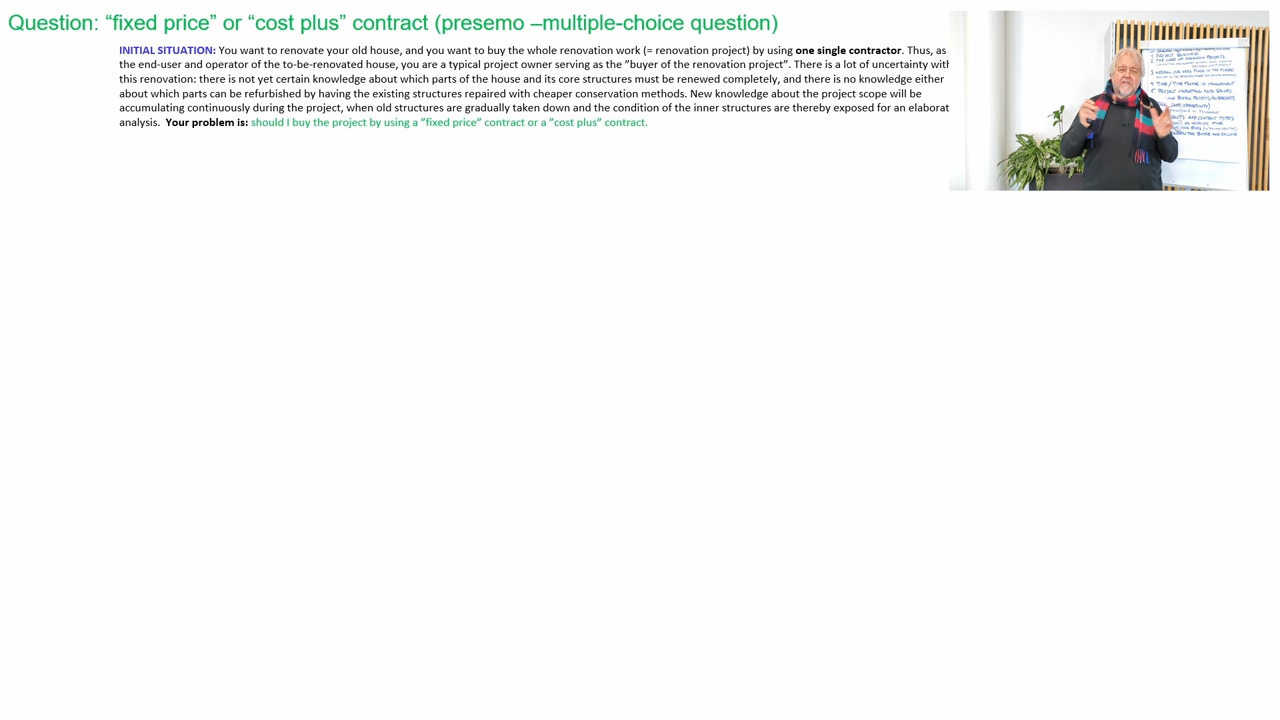 Question: “fixed price” or “cost plus” contract (presemo –multiple-choice question)
INITIAL SITUATION: You want to renovate your old house, and you want to buy the whole renovation work (= renovation project) by using one single contractor. Thus, as
the end-user and operator of the to-be-renovated house, you are a typical project owner serving as the ”buyer of the renovation project”. There is a lot of uncertainty with
this renovation: there is not yet certain knowledge about which parts of the house and its core structures must be renewed completely, and there is no knowledge either
about which parts can be refurbished by having the existing structures repaired with cheaper conservation methods. New knowledge about the project scope will be
accumulating continuously during the project, when old structures are gradually taken down and the condition of the inner structures are thereby exposed for an elaborat
analysis. Your problem is: should I buy the project by using a ”fixed price” contract or a ”cost plus” contract.